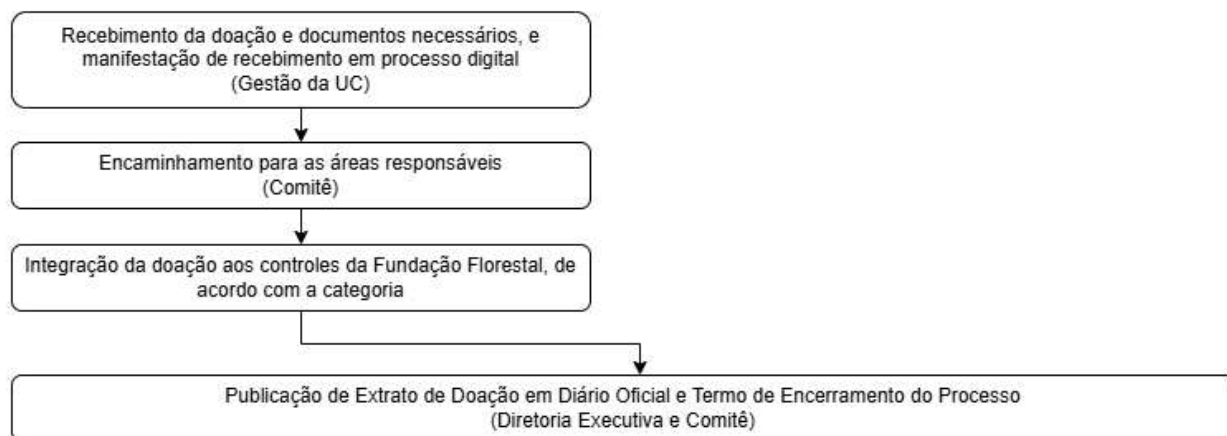 Recebimento da doação e documentos necessários, e
manifestação de recebimento em processo digital
(Gestão da UC)
Encaminhamento para as áreas responsáveis
(Comitê)
Integração da doação aos controles da Fundação Florestal, de
acordo com a categoria
Publicação de Extrato de Doação em Diário Oficial e Termo de Encerramento do Processo
(Diretoria Executiva e Comitê)